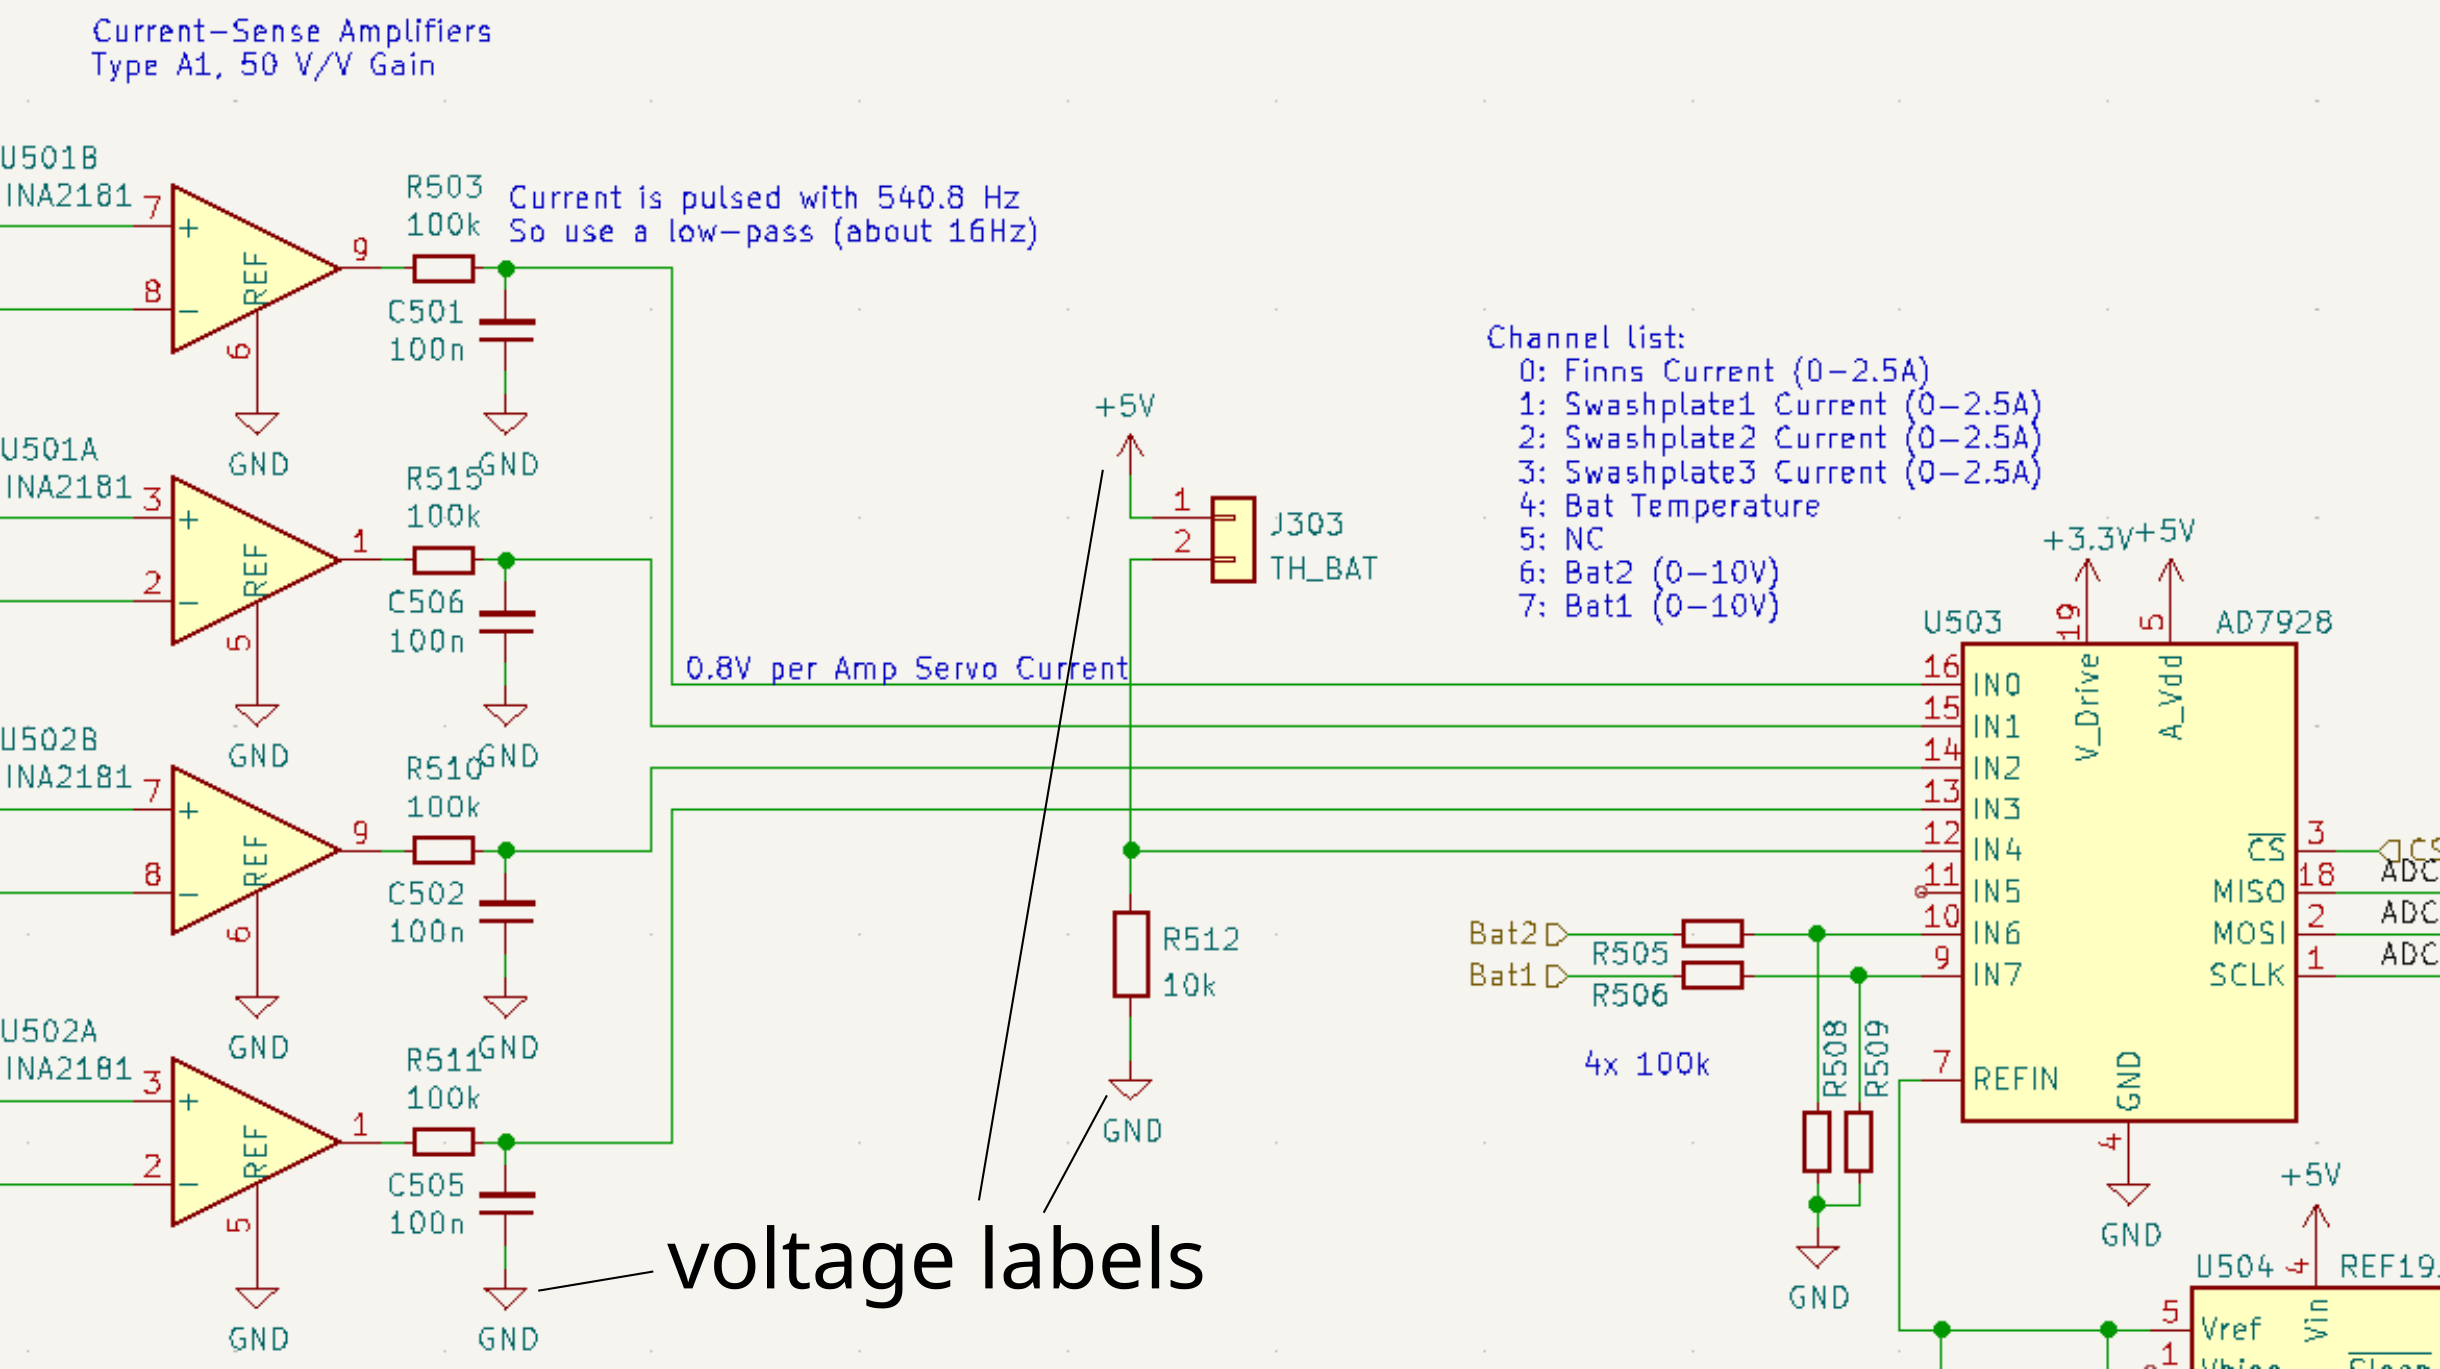 Current-Sense Amplifiers
Type A1, 50 V/V Gain
U501B
INA2181
7
8
+
-
REF
6
9
GND
R503
100k
C501
100n
GND
Current is pulsed with 540.8 Hz
So use a low-pass (about 16Hz)
U501A
INA2181
3
2
+
-
REF
5
1
GND
R515
100k
C506
100n
GND
U502B
INA2181
7
8
+
-
REF
6
9
GND
R510
100k
C502
100n
GND
U502A
INA2181
3
2
+
-
REF
5
1
GND
R511
100k
C505
100n
GND
0.8V per Amp Servo Current
+5V
1
2
J303
TH_BAT
R512
10k
GND
voltage labels
Channel list:
0: Finns Current (0-2.5A)
1: Swashplate1 Current (0-2.5A)
2: Swashplate2 Current (0-2.5A)
3: Swashplate3 Current (0-2.5A)
4: Bat Temperature
5: NC
6: Bat2 (0-10V)
7: Bat1 (0-10V)
+3.3V
+5V
19
5
U503
AD7928
V_Drive
A_Vdd
16 IN0
15 IN1
14 IN2
13 IN3
12 IN4
11 IN5
10 IN6
9 IN7
7 REFIN
CS 3
MISO 18
MOSI 2
SCLK 1
CS
ADC
ADC
ADC
GND
4
GND
Bat2
Bat1
R505
R506
4x 100k
R508
R509
GND
+5V
4
U504
REF19
5
Vref
Vin
1